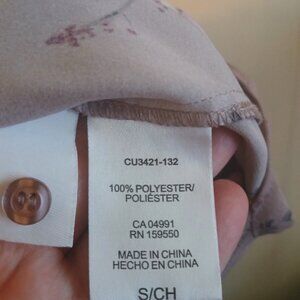 CU3421-132
100% POLYESTER/
POLIÉSTER
CA 04991
RN 159550
MADE IN CHINA
HECHO EN CHINA
S/CH